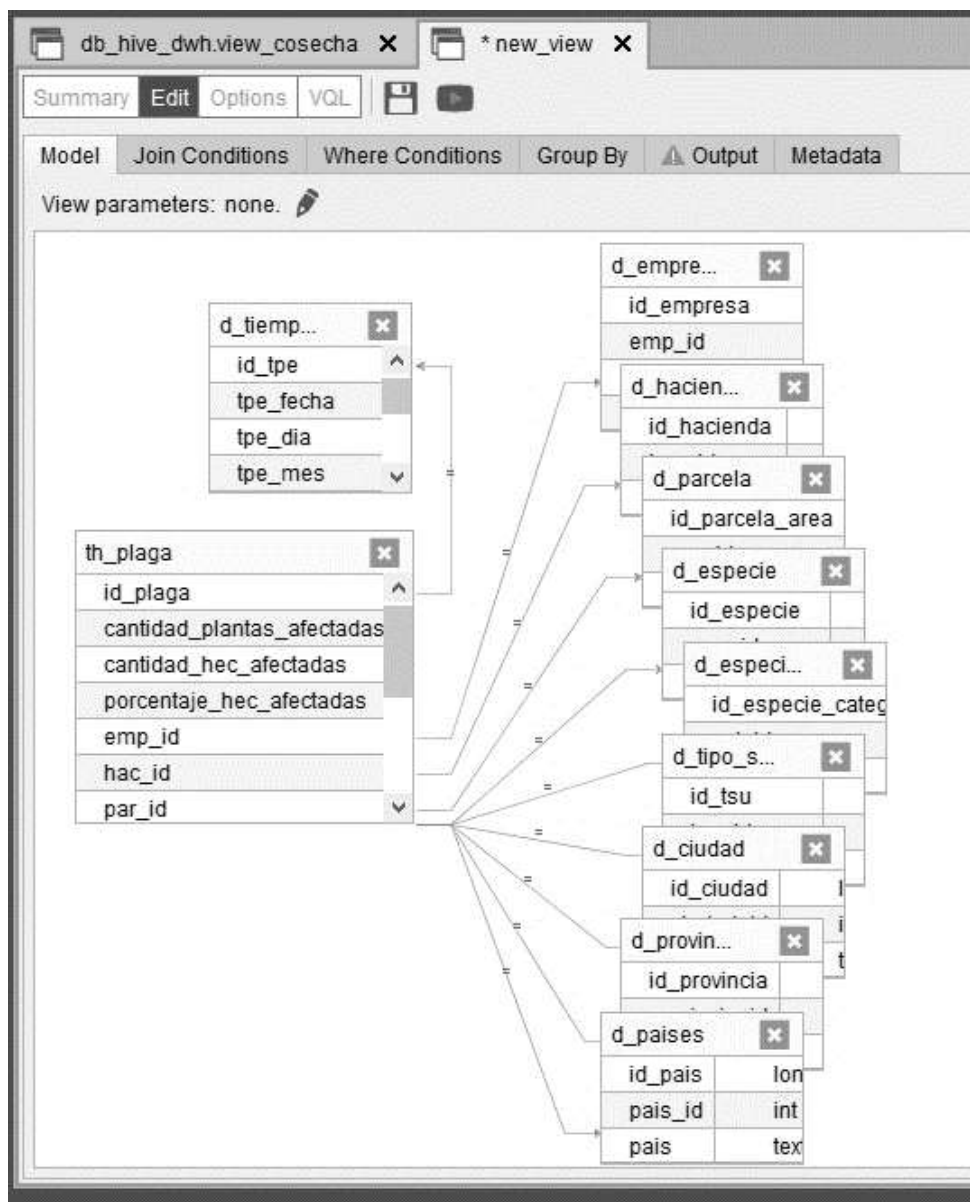 db_hive_dwh.view_cosecha
* new_view
Summary Edit Options VQL
Model Join Conditions Where Conditions Group By Output Metadata
View parameters: none.
d_tiemp...
id_tpe
tpe_fecha
tpe_dia
tpe_mes
th_plaga
id_plaga
cantidad_plantas_afectadas
cantidad_hec_afectadas
porcentaje_hec_afectadas
emp_id
hac_id
par_id
=
=
=
=
=
=
=
=
=
=
d_empre...
id_empresa
emp_id
d_hacien...
id_hacienda
d_parcela
id_parcela_area
d_especie
id_especie
d_especi...
id_especie_categ
d_tipo_s...
id_tsu
d_ciudad
id_ciudad l
i
t
d_provin...
id_provincia
d_paises
id_pais lon
pais_id int
pais tex